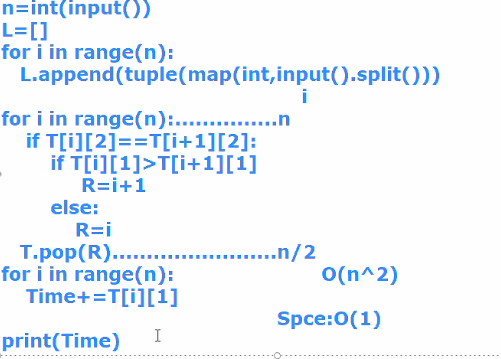 n=int(input())
L=[]
for i in range(n):
L.append(tuple(map(int,input().split()))
i
for i in range(n):...............n
if T[i][2]==T[i+1][2]:
if T[i][1]>T[i+1][1]
R=i+1
else:
R=i
T.pop(R)........................n/2
for i in range(n): O(n^2)
Time+=T[i][1]
Spce:O(1)
print(Time)